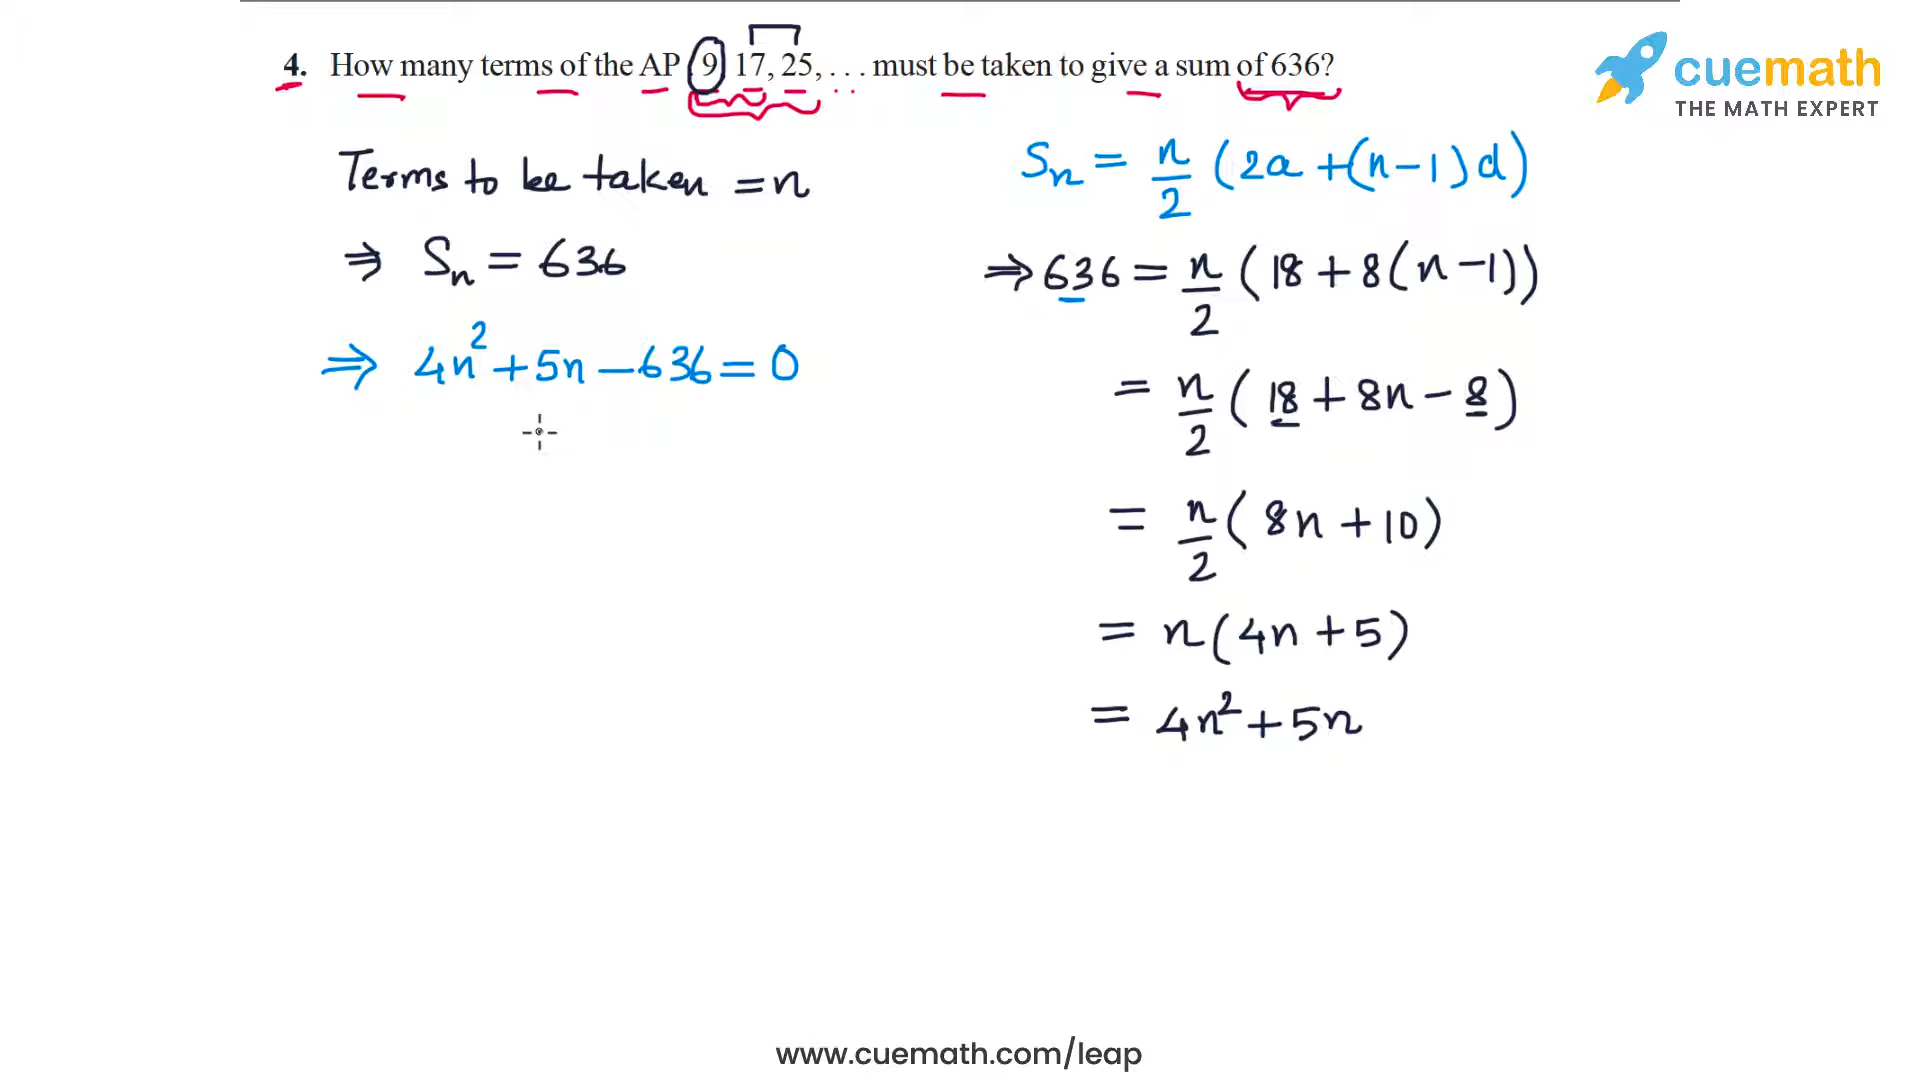 4. How many terms of the AP 9, 17, 25, . . . must be taken to give a sum of 636?
cuemath
THE MATH EXPERT
Terms to be taken = n
⇒ Sn = 636
⇒ 4n² + 5n − 636 = 0
Sn = n/2 (2a + (n − 1) d)
⇒ 636 = n/2 (18 + 8(n − 1))
= n/2 (18 + 8n − 8)
= n/2 (8n + 10)
= n(4n + 5)
= 4n² + 5n
www.cuemath.com/leap